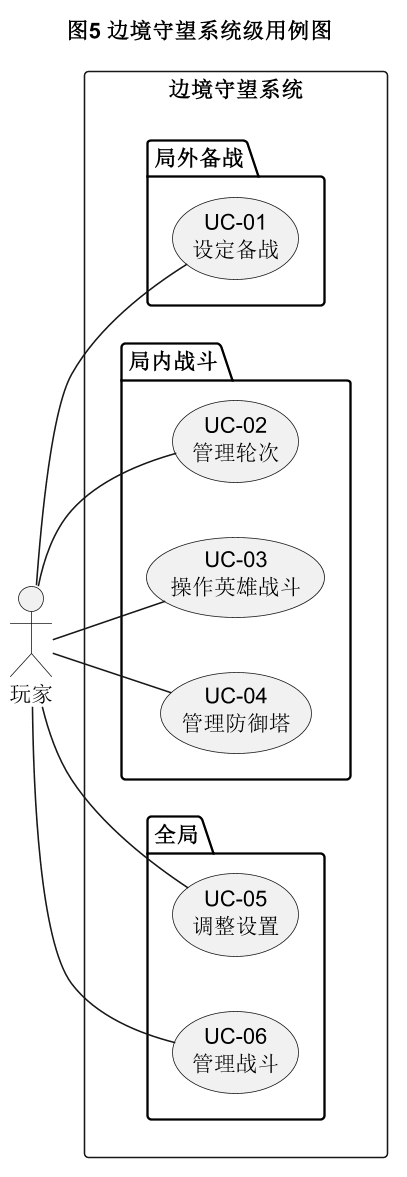 图5 边境守望系统级用例图
边境守望系统
局外备战
UC-01
设定备战
局内战斗
UC-02
管理轮次
UC-03
操作英雄战斗
UC-04
管理防御塔
玩家
全局
UC-05
调整设置
UC-06
管理战斗